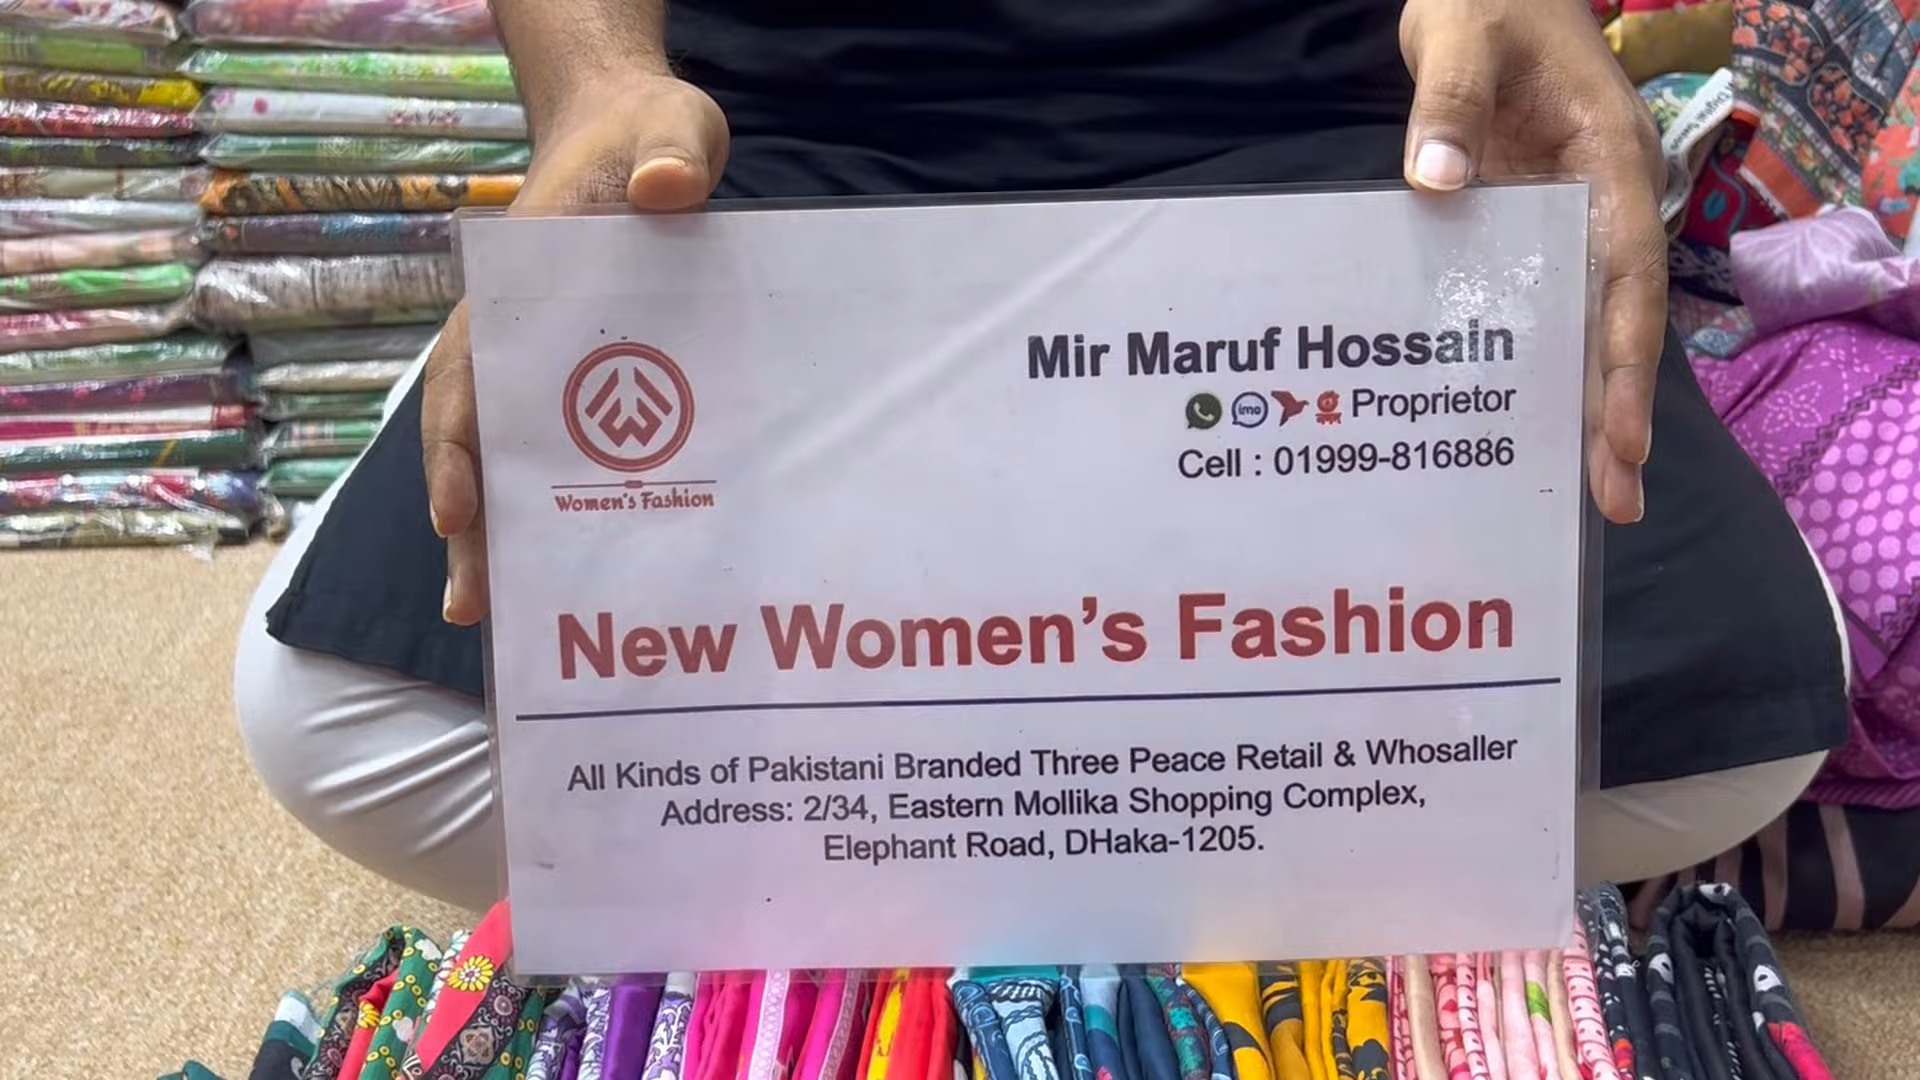 Women's Fashion
Mir Maruf Hossain
imo Proprietor
Cell : 01999-816886
New Women's Fashion
All Kinds of Pakistani Branded Three Peace Retail & Whosaller
Address: 2/34, Eastern Mollika Shopping Complex,
Elephant Road, DHaka-1205.